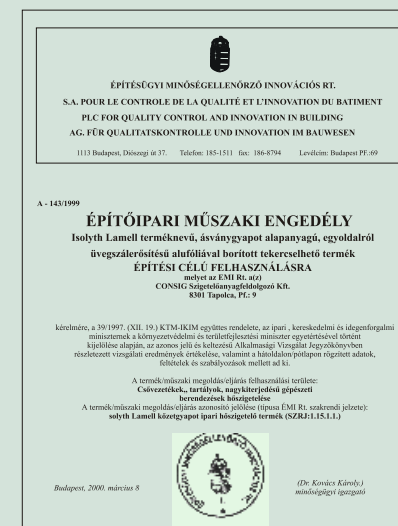 ÉPÍTÉSÜGYI MINŐSÉGELLENŐRZŐ INNOVÁCIÓS RT.
S.A. POUR LE CONTROLE DE LA QUALITÉ ET L'INNOVATION DU BATIMENT
PLC FOR QUALITY CONTROL AND INNOVATION IN BUILDING
AG. FÜR QUALITATSKONTROLLE UND INNOVATION IM BAUWESEN
1113 Budapest, Diószegi út 37. Telefon: 185-1511 fax: 186-8794 Levélcím: Budapest PF.:69
A - 143/1999
ÉPÍTŐIPARI MŰSZAKI ENGEDÉLY
Isolyth Lamell terméknevű, ásványgyapot alapanyagú, egyoldalról
üvegszálerősítésű alufóliával borított tekercselhető termék
ÉPÍTÉSI CÉLÚ FELHASZNÁLÁSRA
melyet az EMI Rt. a(z)
CONSIG Szigetelőanyagfeldolgozó Kft.
8301 Tapolca, Pf.: 9
kérelmére, a 39/1997. (XII. 19.) KTM-IKIM együttes rendelete, az ipari , kereskedelmi és idegenforgalmi
miniszternek a környezetvédelmi és területfejlesztési miniszter egyetértésével történt
kijelölése alapján, az azonos jelű és keltezésű Alkalmassági Vizsgálat Jegyzőkönyvben
részletezett vizsgálati eredmények értékelése, valamint a hátoldalon/pótlapon rögzített adatok,
feltételek és szabályozások mellett ad ki.
A termék/műszaki megoldás/eljárás felhasználási területe:
Csővezetékek,, tartályok, nagykiterjedésű gépészeti
berendezések hőszigetelése
A termék/műszaki megoldás/eljárás azonosító jelölése (típusa ÉMI Rt. szakrendi jelzete):
solyth Lamell kőzetgyapot ipari hőszigetelő termék (SZRJ:1.15.1.1.)
Budapest, 2000. március 8
(Dr. Kovács Károly.)
minőségügyi igazgató